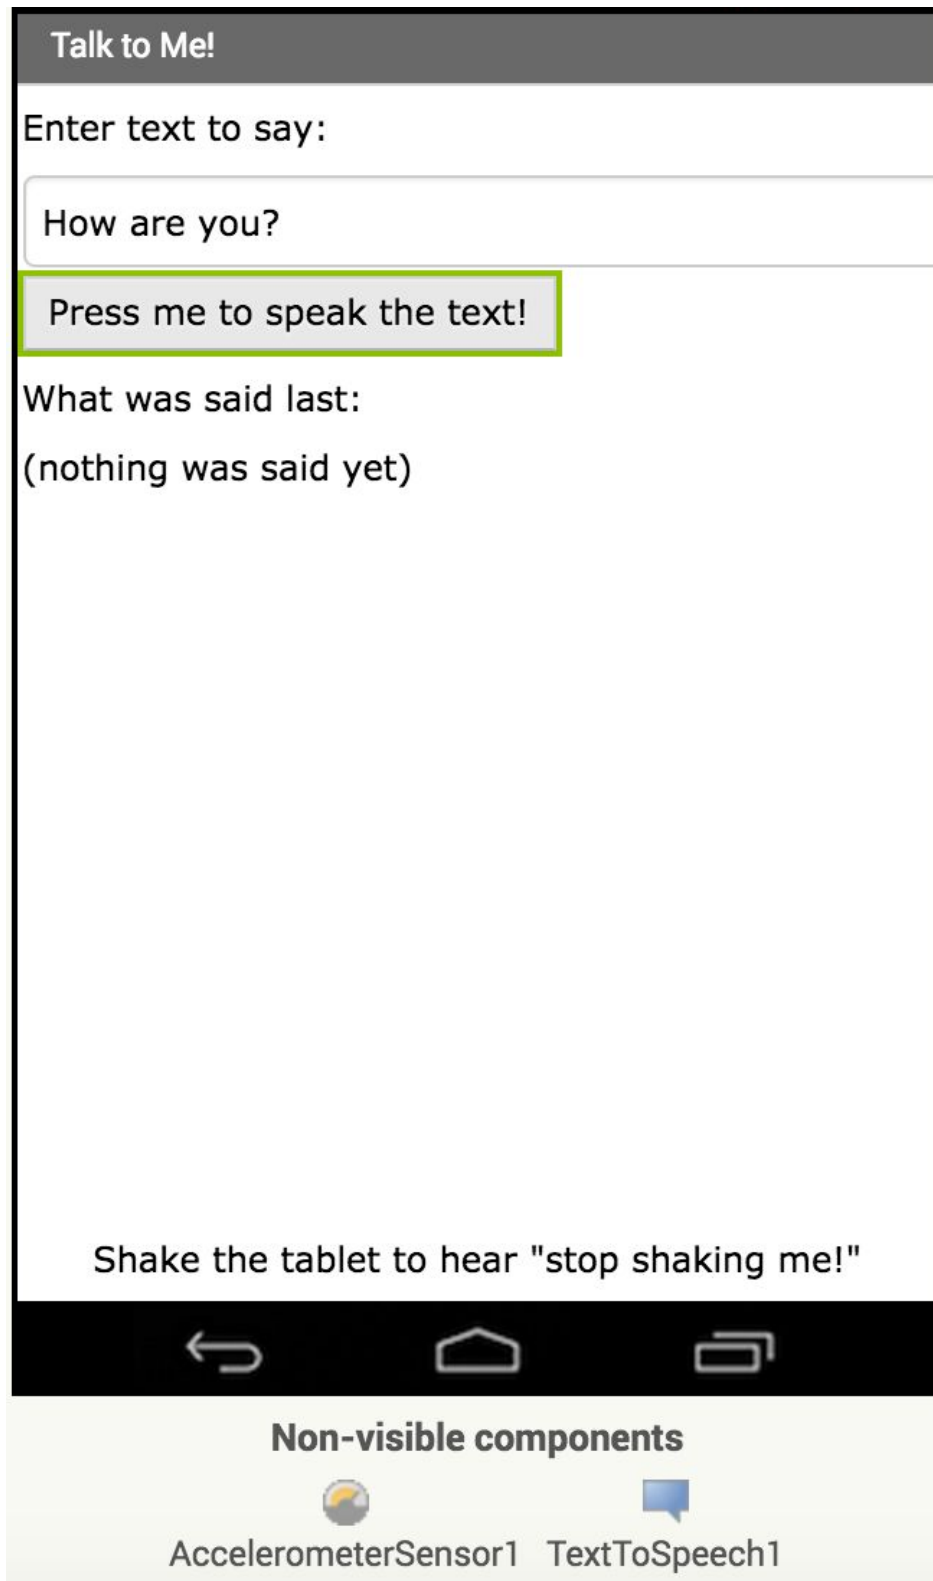 Talk to Me!
Enter text to say:
How are you?
Press me to speak the text!
What was said last:
(nothing was said yet)
Shake the tablet to hear "stop shaking me!"
Non-visible components
AccelerometerSensor1 TextToSpeech1